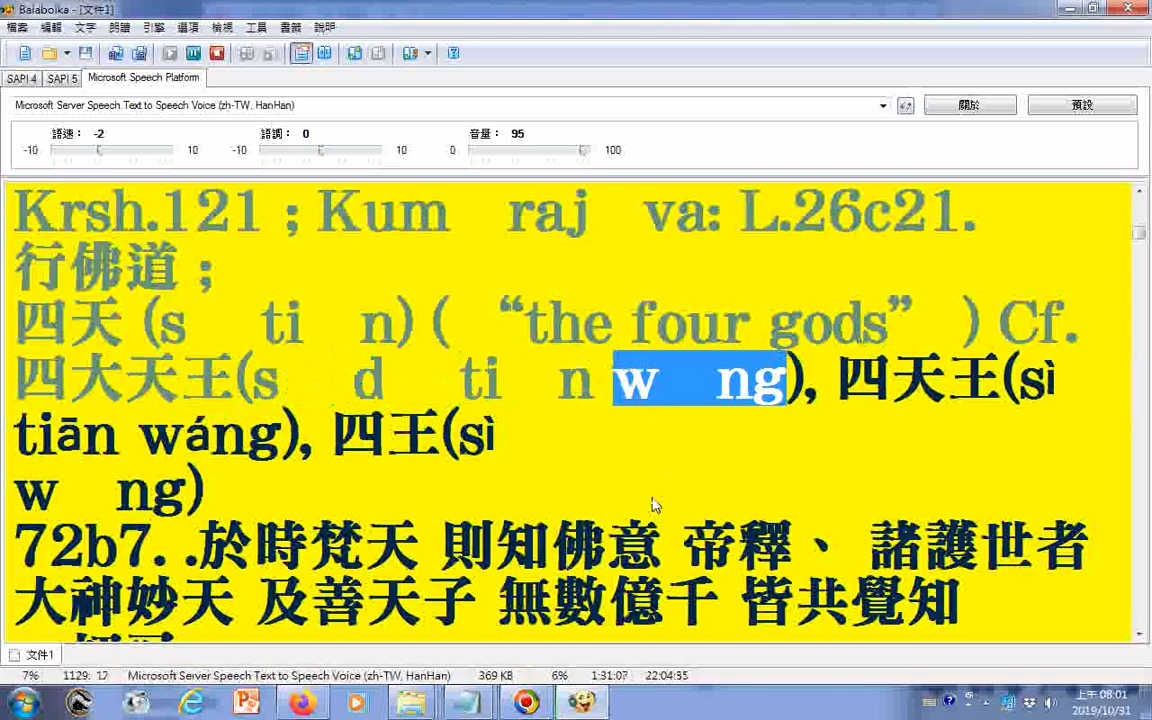 Balabolka - [文件1]
檔案 編輯 文字 朗讀 引擎 選項 檢視 工具 書籤 說明
SAPI 4 SAPI 5 Microsoft Speech Platform
Microsoft Server Speech Text to Speech Voice (zh-TW, HanHan) 關於 預設
語速： -2 語調： 0 音量： 95
-10 10 -10 10 0 100
Krsh.121 ; Kum raj va: L.26c21.
行佛道 ;
四天 (s ti n) ( “the four gods” ) Cf.
四大天王(s d ti n w ng), 四天王(sì
tiān wáng), 四王(sì
w ng)
72b7. .於時梵天 則知佛意 帝釋、 諸護世者
大神妙天 及善天子 無數億千 皆共覺知
文件1
7% 1129: 17 Microsoft Server Speech Text to Speech Voice (zh-TW, HanHan) 369 KB 6% 1:31:07 22:04:35
上午 08:01
2019/10/31